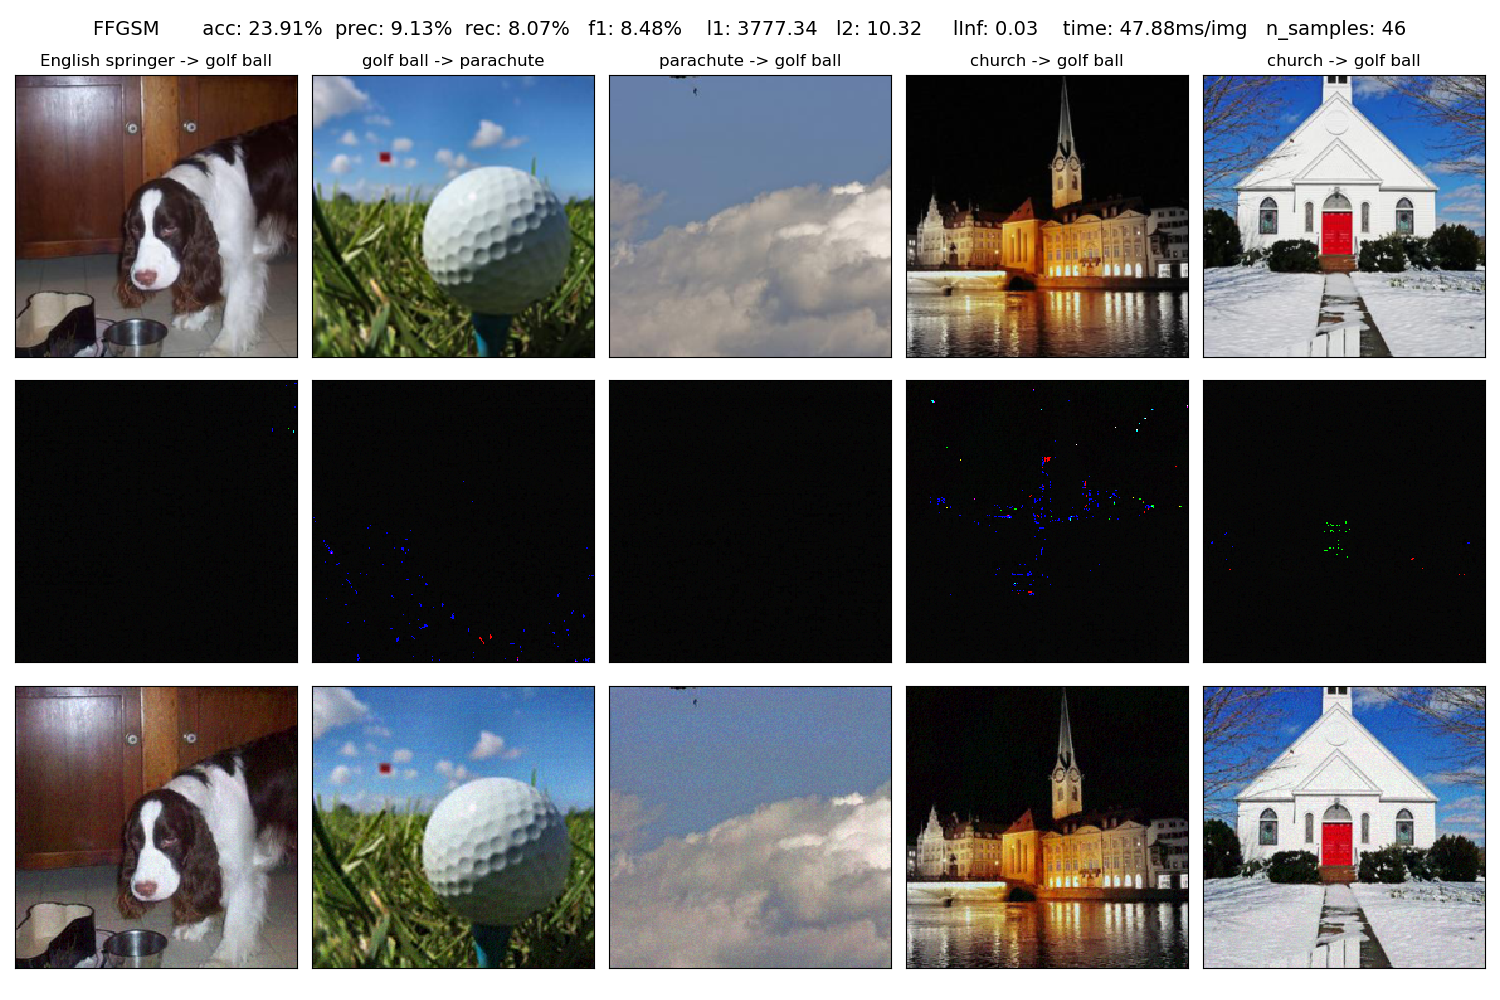 FFGSM acc: 23.91% prec: 9.13% rec: 8.07% f1: 8.48% l1: 3777.34 l2: 10.32 lInf: 0.03 time: 47.88ms/img n_samples: 46
English springer -> golf ball
golf ball -> parachute
parachute -> golf ball
church -> golf ball
church -> golf ball